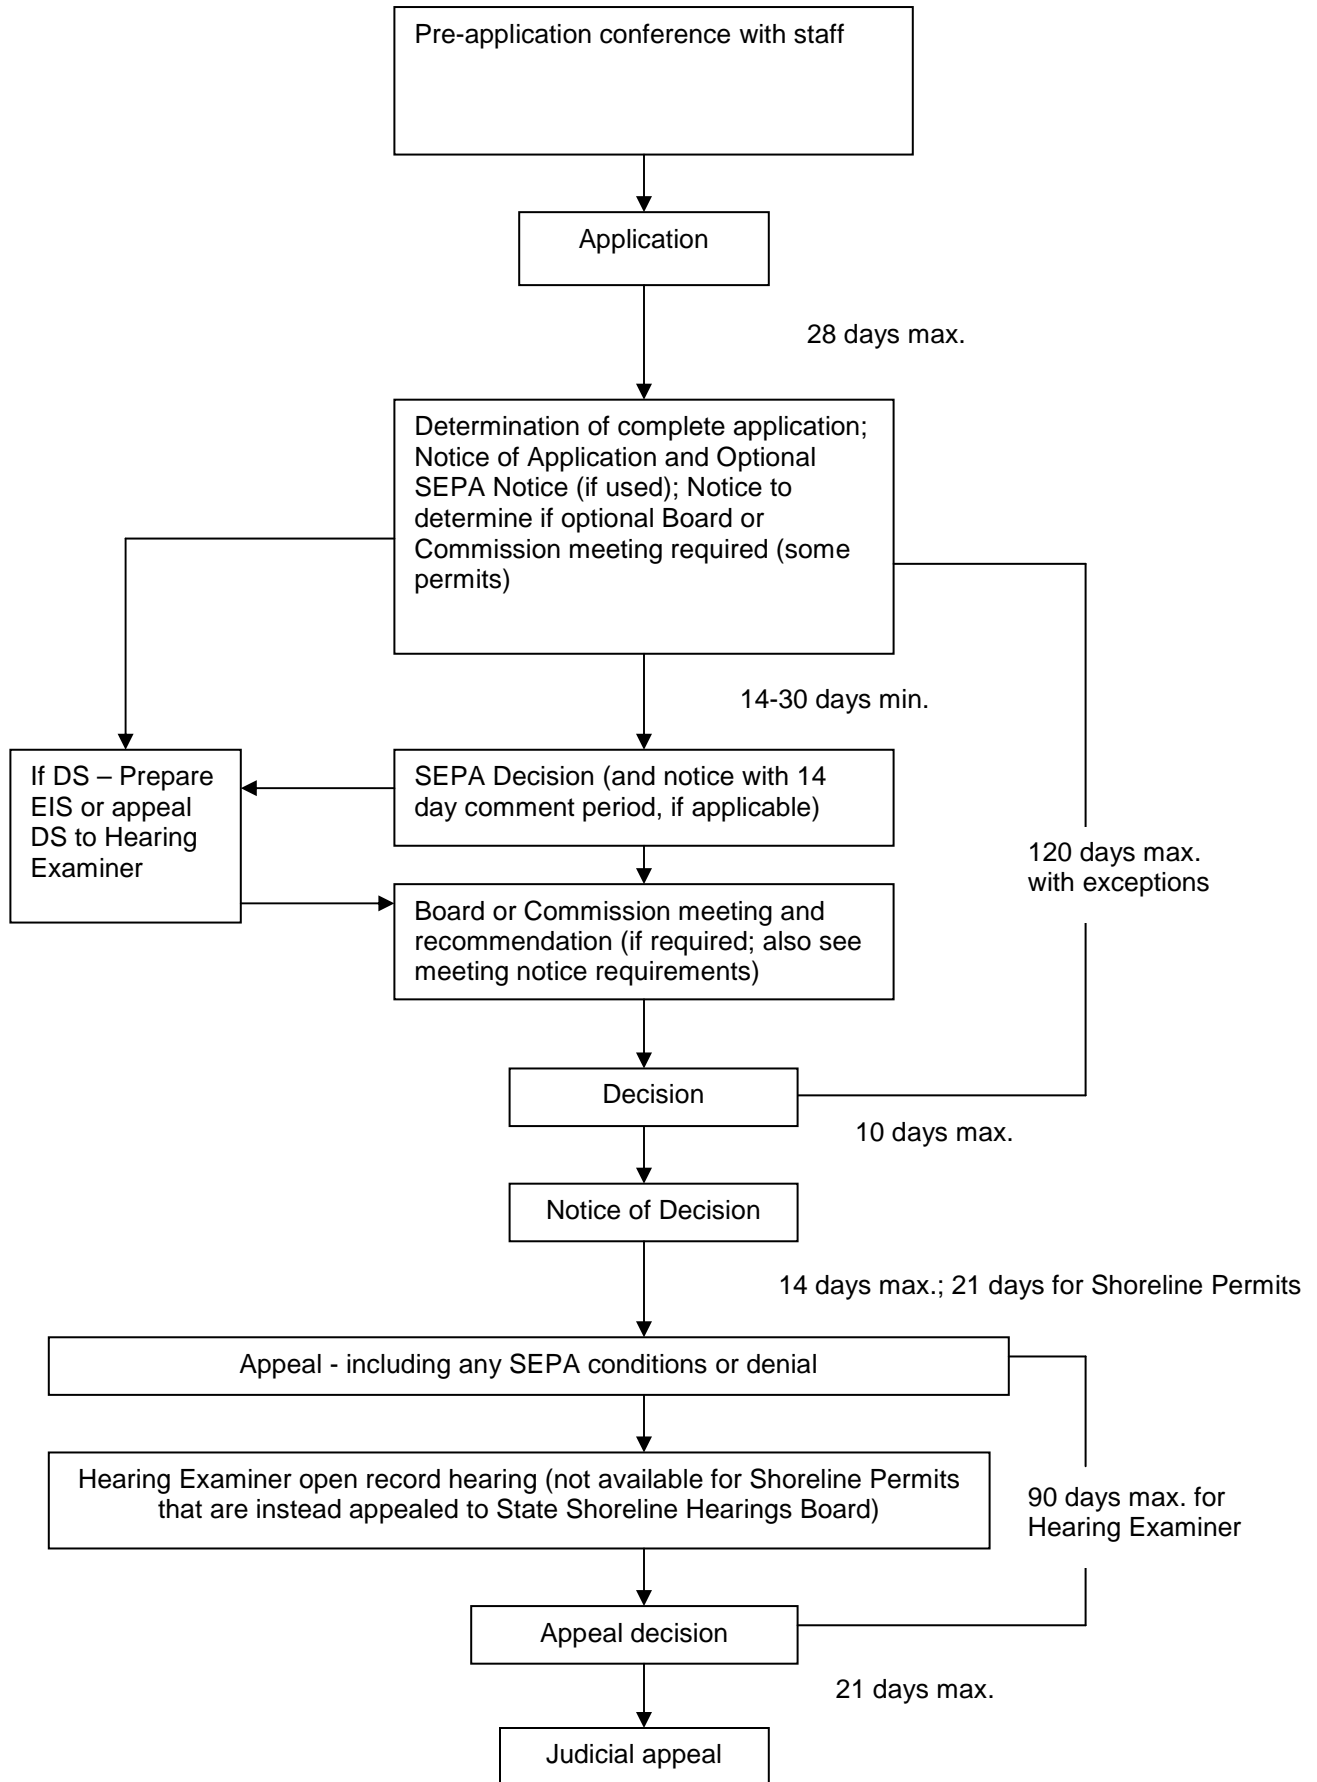 Pre-application conference with staff
Application
28 days max.
Determination of complete application;
Notice of Application and Optional
SEPA Notice (if used); Notice to
determine if optional Board or
Commission meeting required (some
permits)
14-30 days min.
If DS – Prepare
EIS or appeal
DS to Hearing
Examiner
SEPA Decision (and notice with 14
day comment period, if applicable)
120 days max.
with exceptions
Board or Commission meeting and
recommendation (if required; also see
meeting notice requirements)
Decision
10 days max.
Notice of Decision
14 days max.; 21 days for Shoreline Permits
Appeal - including any SEPA conditions or denial
Hearing Examiner open record hearing (not available for Shoreline Permits
that are instead appealed to State Shoreline Hearings Board)
90 days max. for
Hearing Examiner
Appeal decision
21 days max.
Judicial appeal